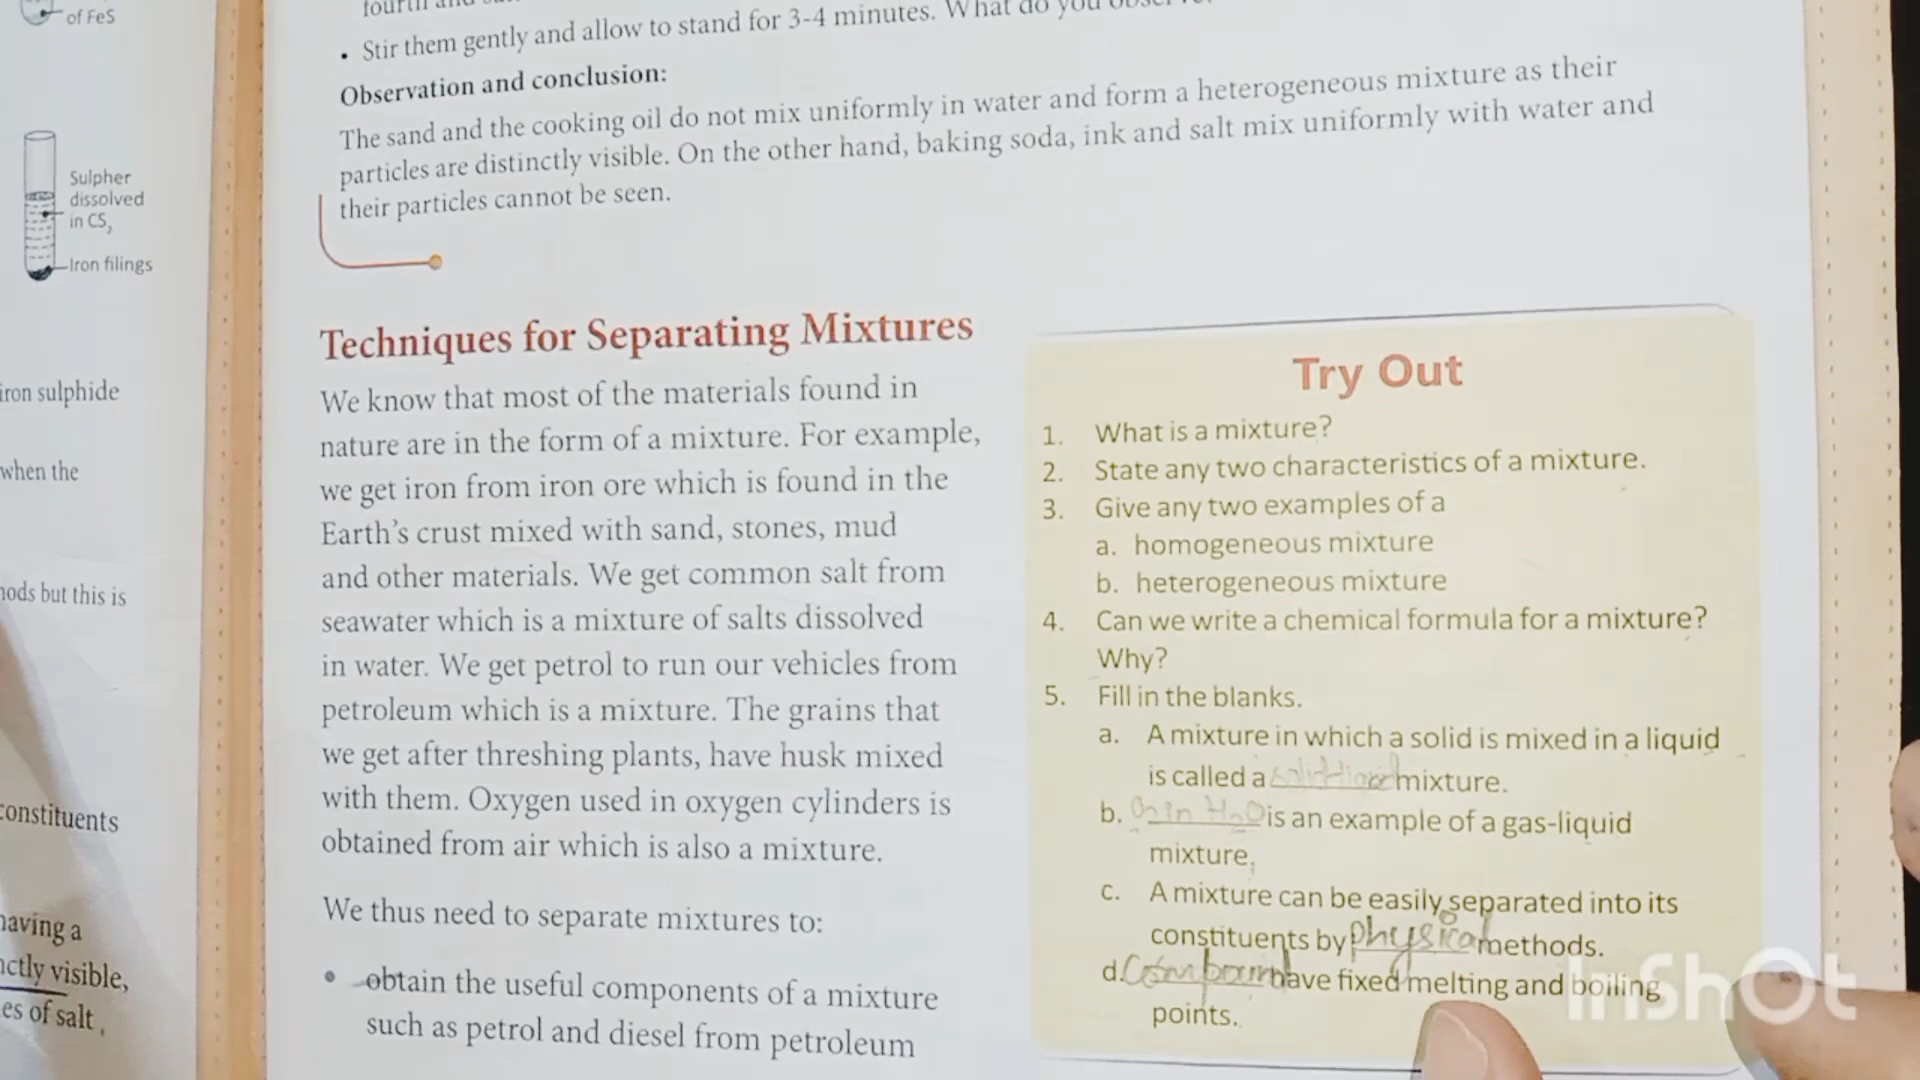 of FeS
Sulpher
dissolved
in CS₂
Iron filings
iron sulphide
when the
hods but this is
constituents
having a
nctly visible,
es of salt
• Stir them gently and allow to stand for 3-4 minutes. What do you observe?
Observation and conclusion:
The sand and the cooking oil do not mix uniformly in water and form a heterogeneous mixture as their
particles are distinctly visible. On the other hand, baking soda, ink and salt mix uniformly with water and
their particles cannot be seen.
Techniques for Separating Mixtures
We know that most of the materials found in
nature are in the form of a mixture. For example,
we get iron from iron ore which is found in the
Earth's crust mixed with sand, stones, mud
and other materials. We get common salt from
seawater which is a mixture of salts dissolved
in water. We get petrol to run our vehicles from
petroleum which is a mixture. The grains that
we get after threshing plants, have husk mixed
with them. Oxygen used in oxygen cylinders is
obtained from air which is also a mixture.
We thus need to separate mixtures to:
• obtain the useful components of a mixture
such as petrol and diesel from petroleum
Try Out
1. What is a mixture?
2. State any two characteristics of a mixture.
3. Give any two examples of a
a. homogeneous mixture
b. heterogeneous mixture
4. Can we write a chemical formula for a mixture?
Why?
5. Fill in the blanks.
a. A mixture in which a solid is mixed in a liquid
is called a mixture.
b. O₂ in H₂O is an example of a gas-liquid
mixture.
c. A mixture can be easily separated into its
constituents by physical methods.
d. Compound have fixed melting and boiling
points.
InShOt